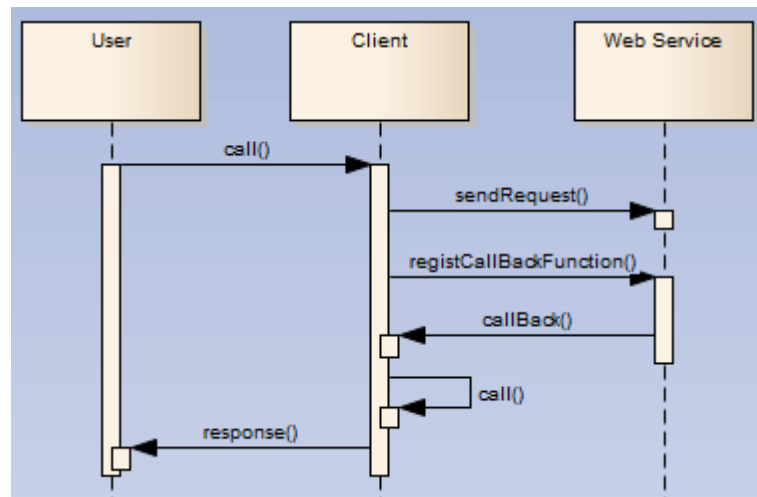 User
Client
Web Service
call()
sendRequest()
registCallBackFunction()
callBack()
call()
response()